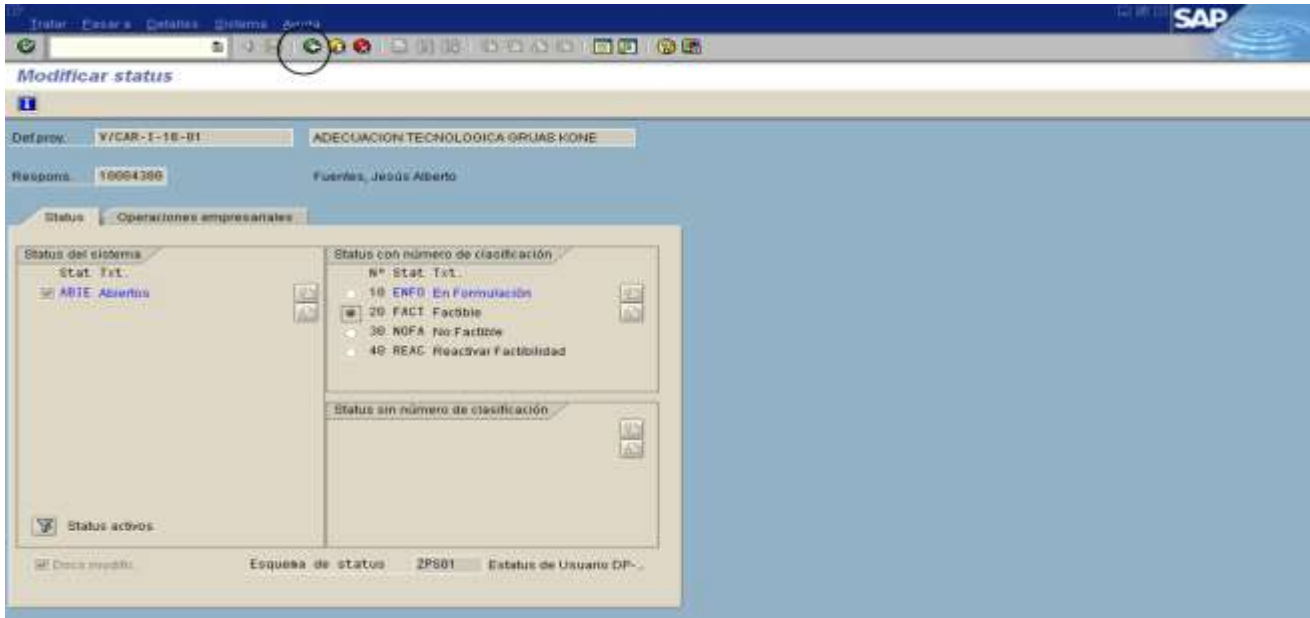 Tratar Pasar a Detalles Sistema Ayuda
SAP
Modificar status
Def.proy. V/CAR-I-10-01 ADECUACION TECNOLOGICA GRUAS KONE
Respons. Fuentes, Jesús Alberto
Status Operaciones empresariales
Status del sistema
Stat Txt.
ABIE Abiertos
Status con número de clasificación
Nº Stat Txt.
10 ENFO En Formulación
20 FACT Factible
30 NOFA No Factible
40 REAC Reactivar Factibilidad
Status sin número de clasificación
Status activos
Docs modific.
Esquema de status ZPS01 Estatus de Usuario DP-..